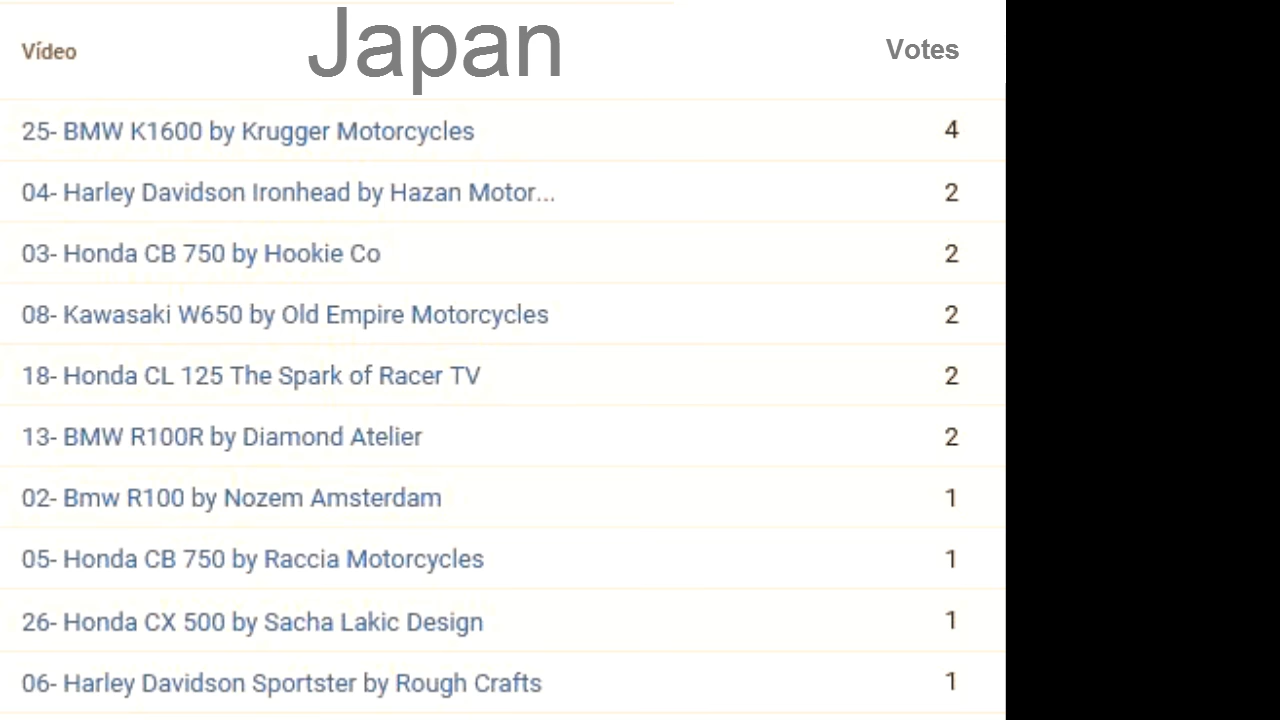 Vídeo Japan Votes
25- BMW K1600 by Krugger Motorcycles 4
04- Harley Davidson Ironhead by Hazan Motor... 2
03- Honda CB 750 by Hookie Co 2
08- Kawasaki W650 by Old Empire Motorcycles 2
18- Honda CL 125 The Spark of Racer TV 2
13- BMW R100R by Diamond Atelier 2
02- Bmw R100 by Nozem Amsterdam 1
05- Honda CB 750 by Raccia Motorcycles 1
26- Honda CX 500 by Sacha Lakic Design 1
06- Harley Davidson Sportster by Rough Crafts 1